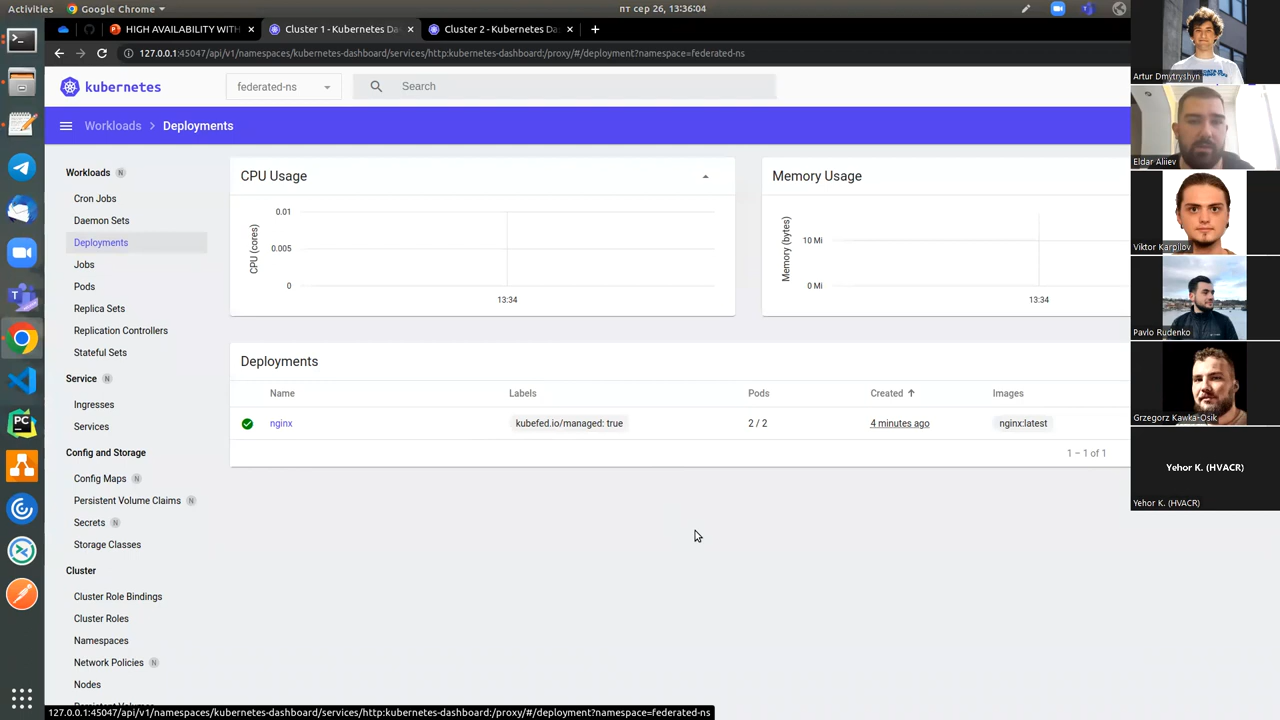 Activities
Google Chrome
пт сер 26, 13:36:04
HIGH AVAILABILITY WITH
Cluster 1 - Kubernetes Da
Cluster 2 - Kubernetes Da
127.0.0.1:45047/api/v1/namespaces/kubernetes-dashboard/services/http:kubernetes-dashboard:/proxy/#/deployment?namespace=federated-ns
kubernetes
federated-ns
Search
Workloads
Deployments
Workloads N
Cron Jobs
Daemon Sets
Deployments
Jobs
Pods
Replica Sets
Replication Controllers
Stateful Sets
Service N
Ingresses
Services
Config and Storage
Config Maps N
Persistent Volume Claims N
Secrets N
Storage Classes
Cluster
Cluster Role Bindings
Cluster Roles
Namespaces
Network Policies N
Nodes
CPU Usage
CPU (cores)
0.01
0.005
0
13:34
Memory Usage
Memory (bytes)
10 Mi
0 Mi
13:34
Deployments
Name Labels Pods Created Images
nginx kubefed.io/managed: true 2 / 2 4 minutes ago nginx:latest
1 – 1 of 1
Artur Dmytryshyn
Eldar Aliiev
Viktor Karpilov
Pavlo Rudenko
Grzegorz Kawka-Osik
Yehor K. (HVACR)
Yehor K. (HVACR)
127.0.0.1:45047/api/v1/namespaces/kubernetes-dashboard/services/http:kubernetes-dashboard:/proxy/#/deployment?namespace=federated-ns